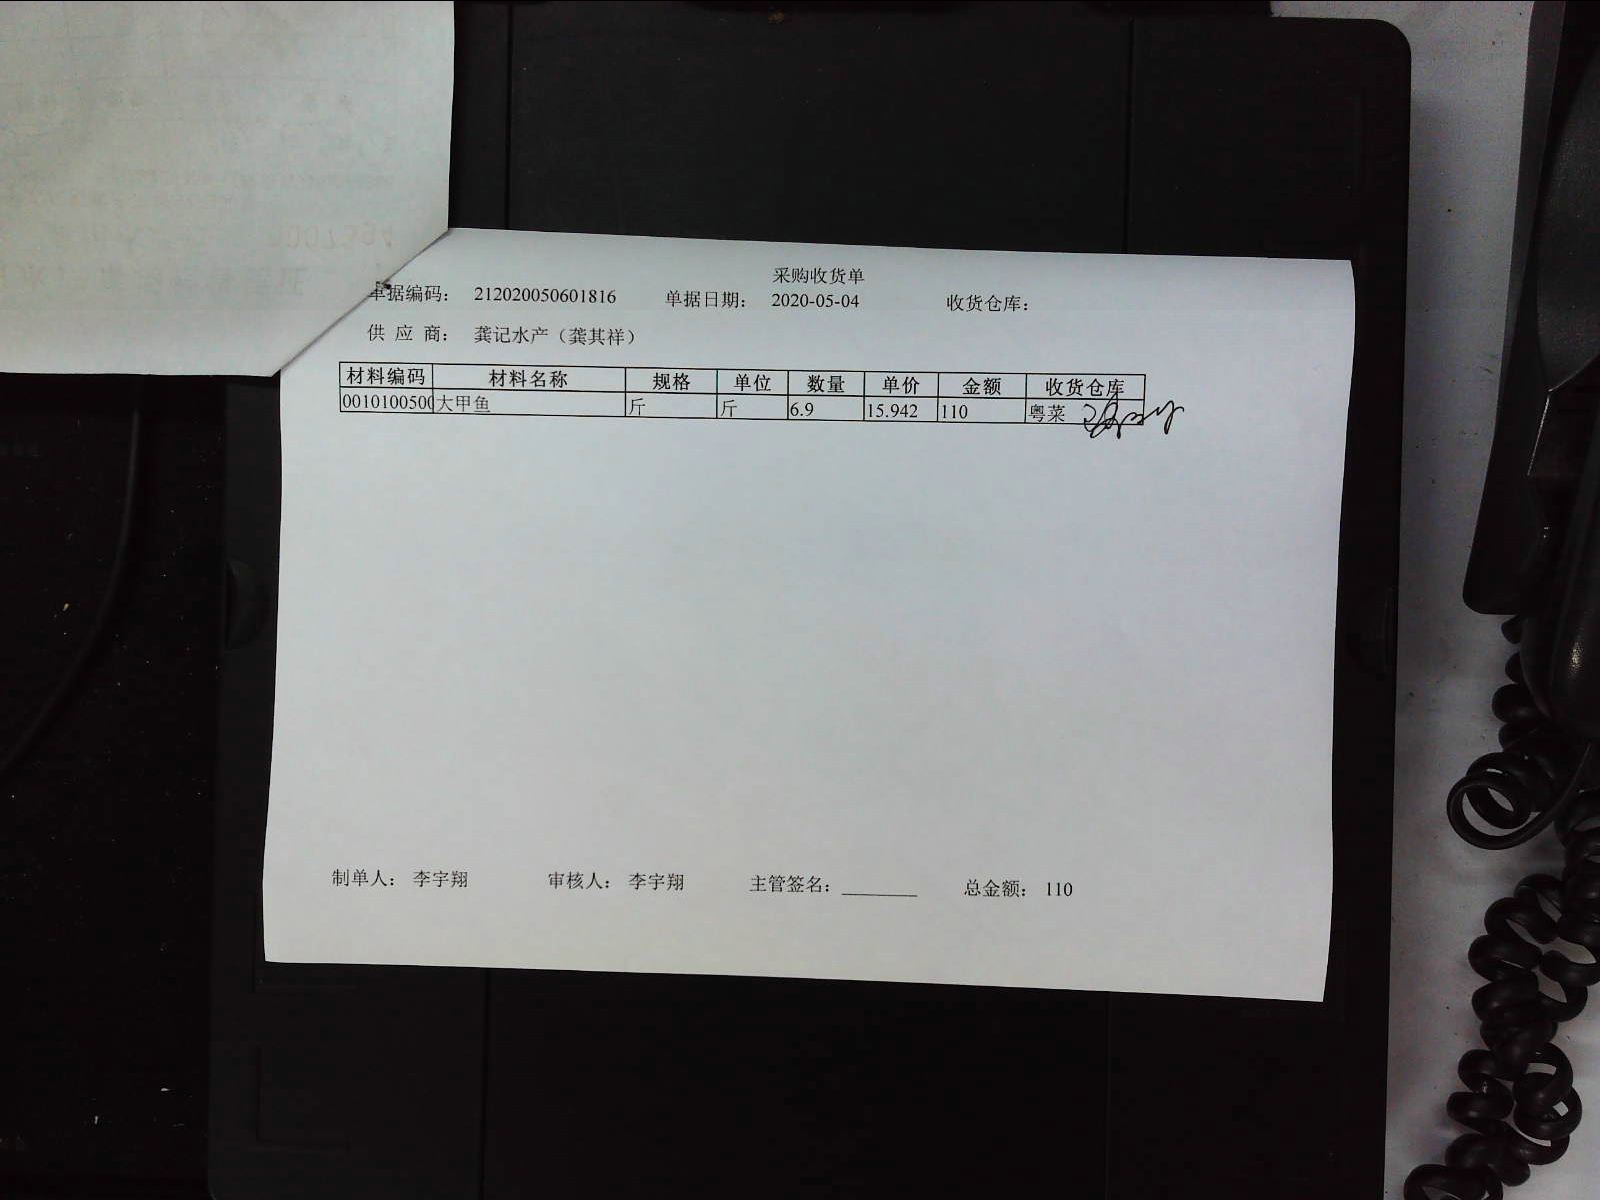 采购收货单
单据编码： 212020050601816 单据日期： 2020-05-04 收货仓库：
供 应 商： 龚记水产（龚其祥）
材料编码 材料名称 规格 单位 数量 单价 金额 收货仓库
0010100500 大甲鱼 斤 斤 6.9 15.942 110 粤菜
制单人： 李宇翔 审核人： 李宇翔 主管签名： 总金额： 110